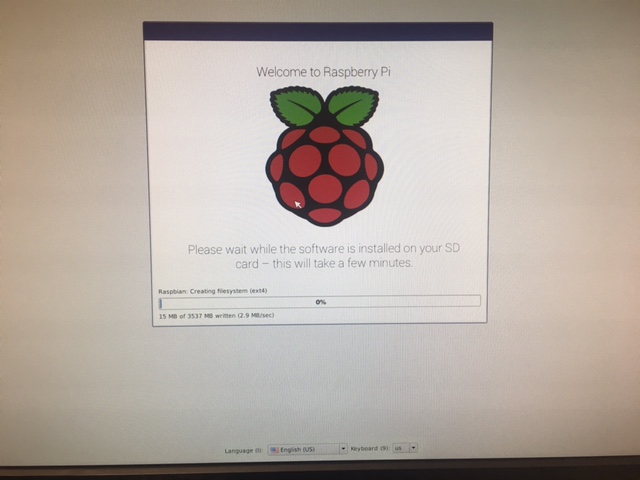 Welcome to Raspberry Pi
Please wait while the software is installed on your SD
card – this will take a few minutes.
Raspbian: Creating filesystem (ext4)
0%
15 MB of 3537 MB written (2.9 MB/sec)
Language (l): English (US) Keyboard (9): us